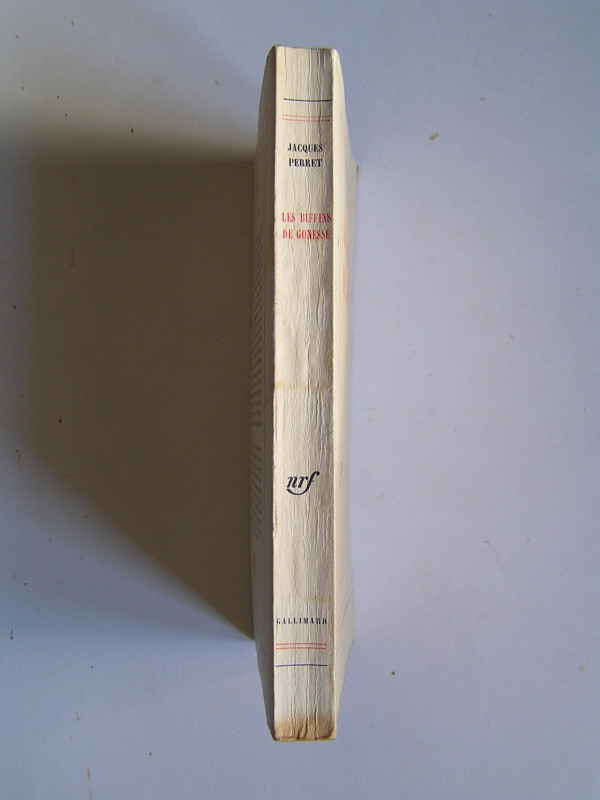 JACQUES
PERRET
LES BIFFINS
DE GONESSE
nrf
GALLIMARD